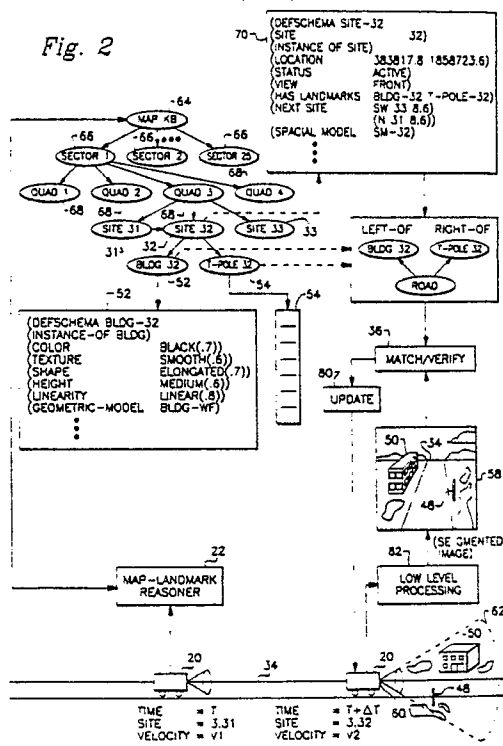 Fig. 2
70
(DEFSCHEMA SITE-32
(SITE 32)
(INSTANCE OF SITE)
(LOCATION 383817.8 1858723.6)
(STATUS ACTIVE)
(VIEW FRONT)
(HAS LANDMARKS BLDG-32 T-POLE-32)
(NEXT SITE SW 33 8.6)
(N 31 8.6))
(SPACIAL MODEL SM-32)
64
MAP KB
66 66 66
SECTOR 1 SECTOR 2 SECTOR 25
68
QUAD 1 QUAD 2 QUAD 3 QUAD 4
68 68 68
SITE 31 SITE 32 SITE 33
31 32 33
BLDG 32 T-POLE 32
52 54
LEFT-OF RIGHT-OF
BLDG 32 T-POLE 32
ROAD
52
(DEFSCHEMA BLDG-32
(INSTANCE-OF BLDG)
(COLOR BLACK(.7))
(TEXTURE SMOOTH(.6))
(SHAPE ELONGATED(.7))
(HEIGHT MEDIUM(.6))
(LINEARITY LINEAR(.8))
(GEOMETRIC-MODEL BLDG-WF)
54
36
MATCH/VERIFY
80
UPDATE
50 34
48
58
(SEGMENTED
IMAGE)
22
MAP-LANDMARK
REASONER
82
LOW LEVEL
PROCESSING
62
50
20 34 20
48
60
TIME = T
SITE = 3.31
VELOCITY = V1
TIME = T+ΔT
SITE = 3.32
VELOCITY = V2